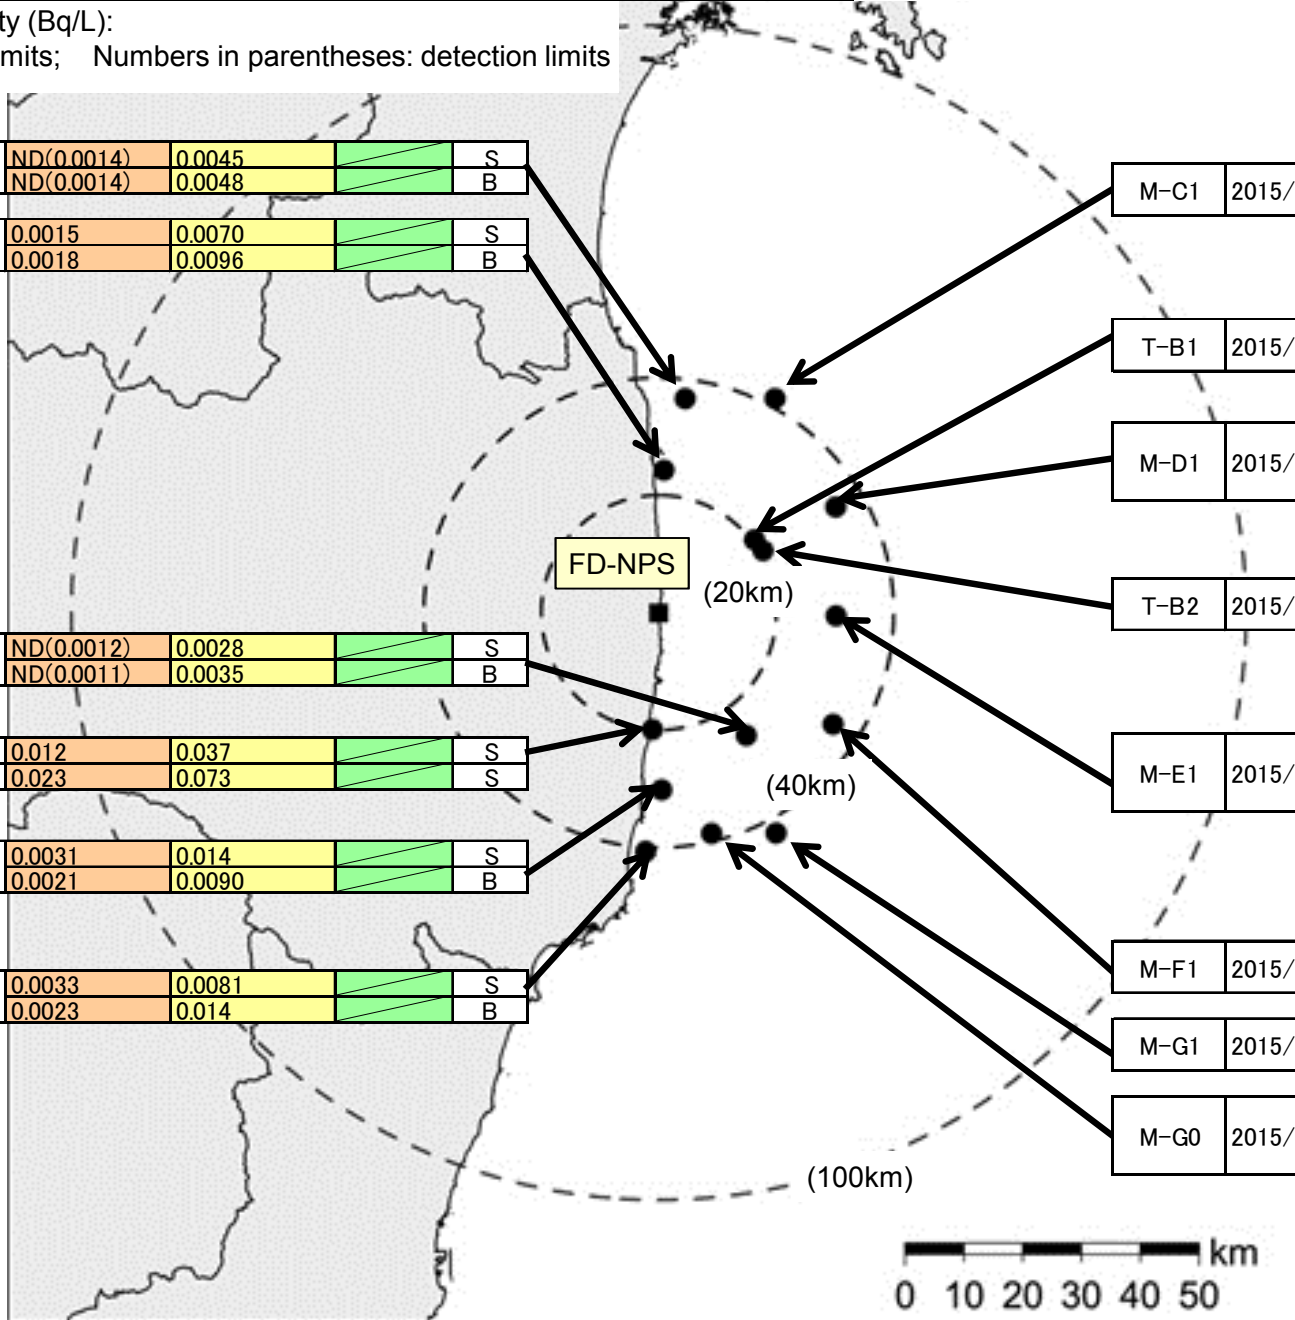 ty (Bq/L):
mits; Numbers in parentheses: detection limits
ND(0.0014) 0.0045 S
ND(0.0014) 0.0048 B
0.0015 0.0070 S
0.0018 0.0096 B
M-C1 2015/
T-B1 2015/
M-D1 2015/
FD-NPS
(20km)
T-B2 2015/
ND(0.0012) 0.0028 S
ND(0.0011) 0.0035 B
0.012 0.037 S
0.023 0.073 S
(40km)
M-E1 2015/
0.0031 0.014 S
0.0021 0.0090 B
0.0033 0.0081 S
0.0023 0.014 B
M-F1 2015/
M-G1 2015/
M-G0 2015/
(100km)
km
0 10 20 30 40 50